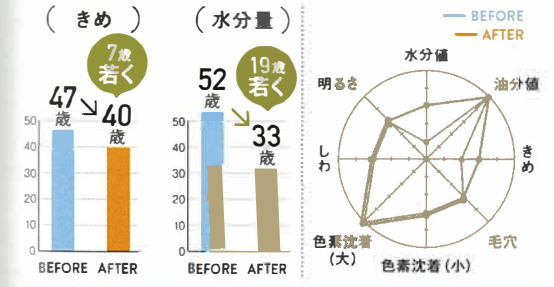 (きめ)
7歳
若く
47
歳
40
歳
50
40
30
20
10
0
BEFORE AFTER
(水分量)
19歳
若く
52
歳
33
歳
50
40
30
20
10
0
BEFORE AFTER
BEFORE
AFTER
水分値
油分値
きめ
毛穴
色素沈着(小)
色素沈着
(大)
しわ
明るさ